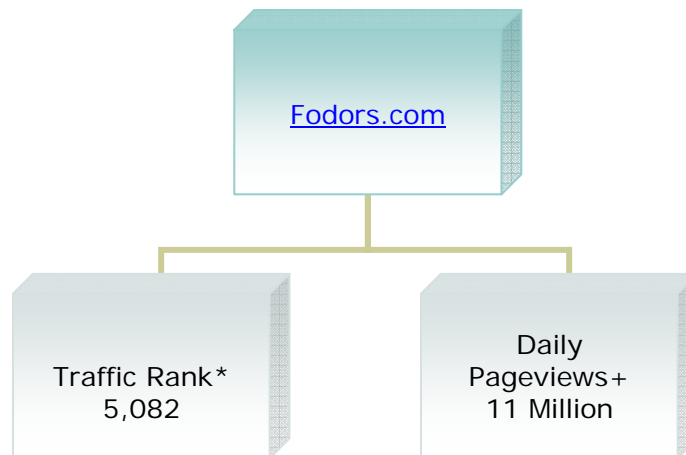 Fodors.com
Traffic Rank*
5,082
Daily
Pageviews+
11 Million